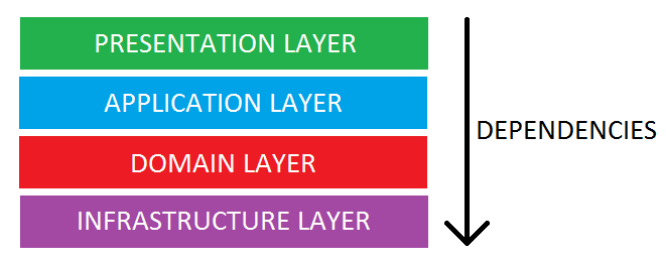 PRESENTATION LAYER
APPLICATION LAYER
DEPENDENCIES
DOMAIN LAYER
INFRASTRUCTURE LAYER